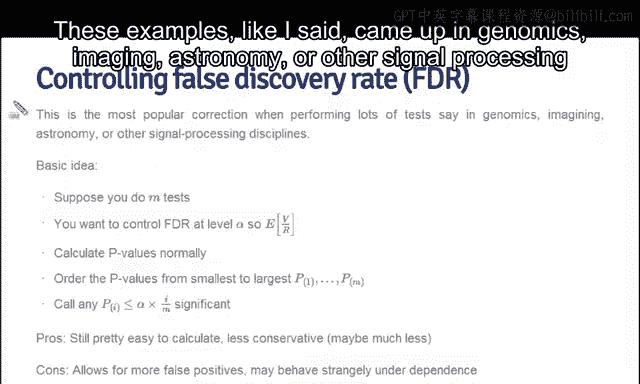 GPT中英字幕课程资源@bilibili.com
These examples, like I said, came up in genomics,
imaging, astronomy, or other signal processing
Controlling false discovery rate (FDR)
This is the most popular correction when performing lots of tests say in genomics, imagining,
astronomy, or other signal-processing disciplines.
Basic idea:
· Suppose you do m tests
· You want to control FDR at level α so E[V/R]
· Calculate P-values normally
· Order the P-values from smallest to largest P(1), . . . , P(m)
· Call any P(i) ≤ α × i/m significant
Pros: Still pretty easy to calculate, less conservative (maybe much less)
Cons: Allows for more false positives, may behave strangely under dependence